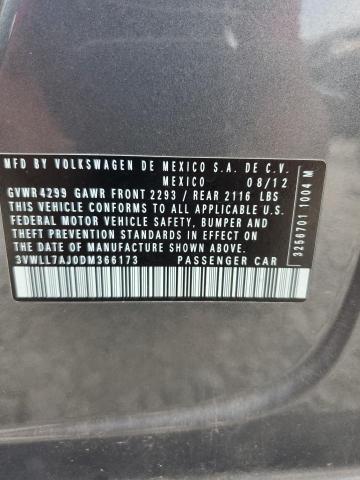 MFD BY VOLKSWAGEN DE MEXICO S.A. DE C.V.
MEXICO 08/12
GVWR 4299 GAWR FRONT 2293 / REAR 2116 LBS
THIS VEHICLE CONFORMS TO ALL APPLICABLE U.S.
FEDERAL MOTOR VEHICLE SAFETY, BUMPER AND
THEFT PREVENTION STANDARDS IN EFFECT ON
THE DATE OF MANUFACTURE SHOWN ABOVE.
3VWLL7AJ0DM366173 PASSENGER CAR
3256701 1004 M